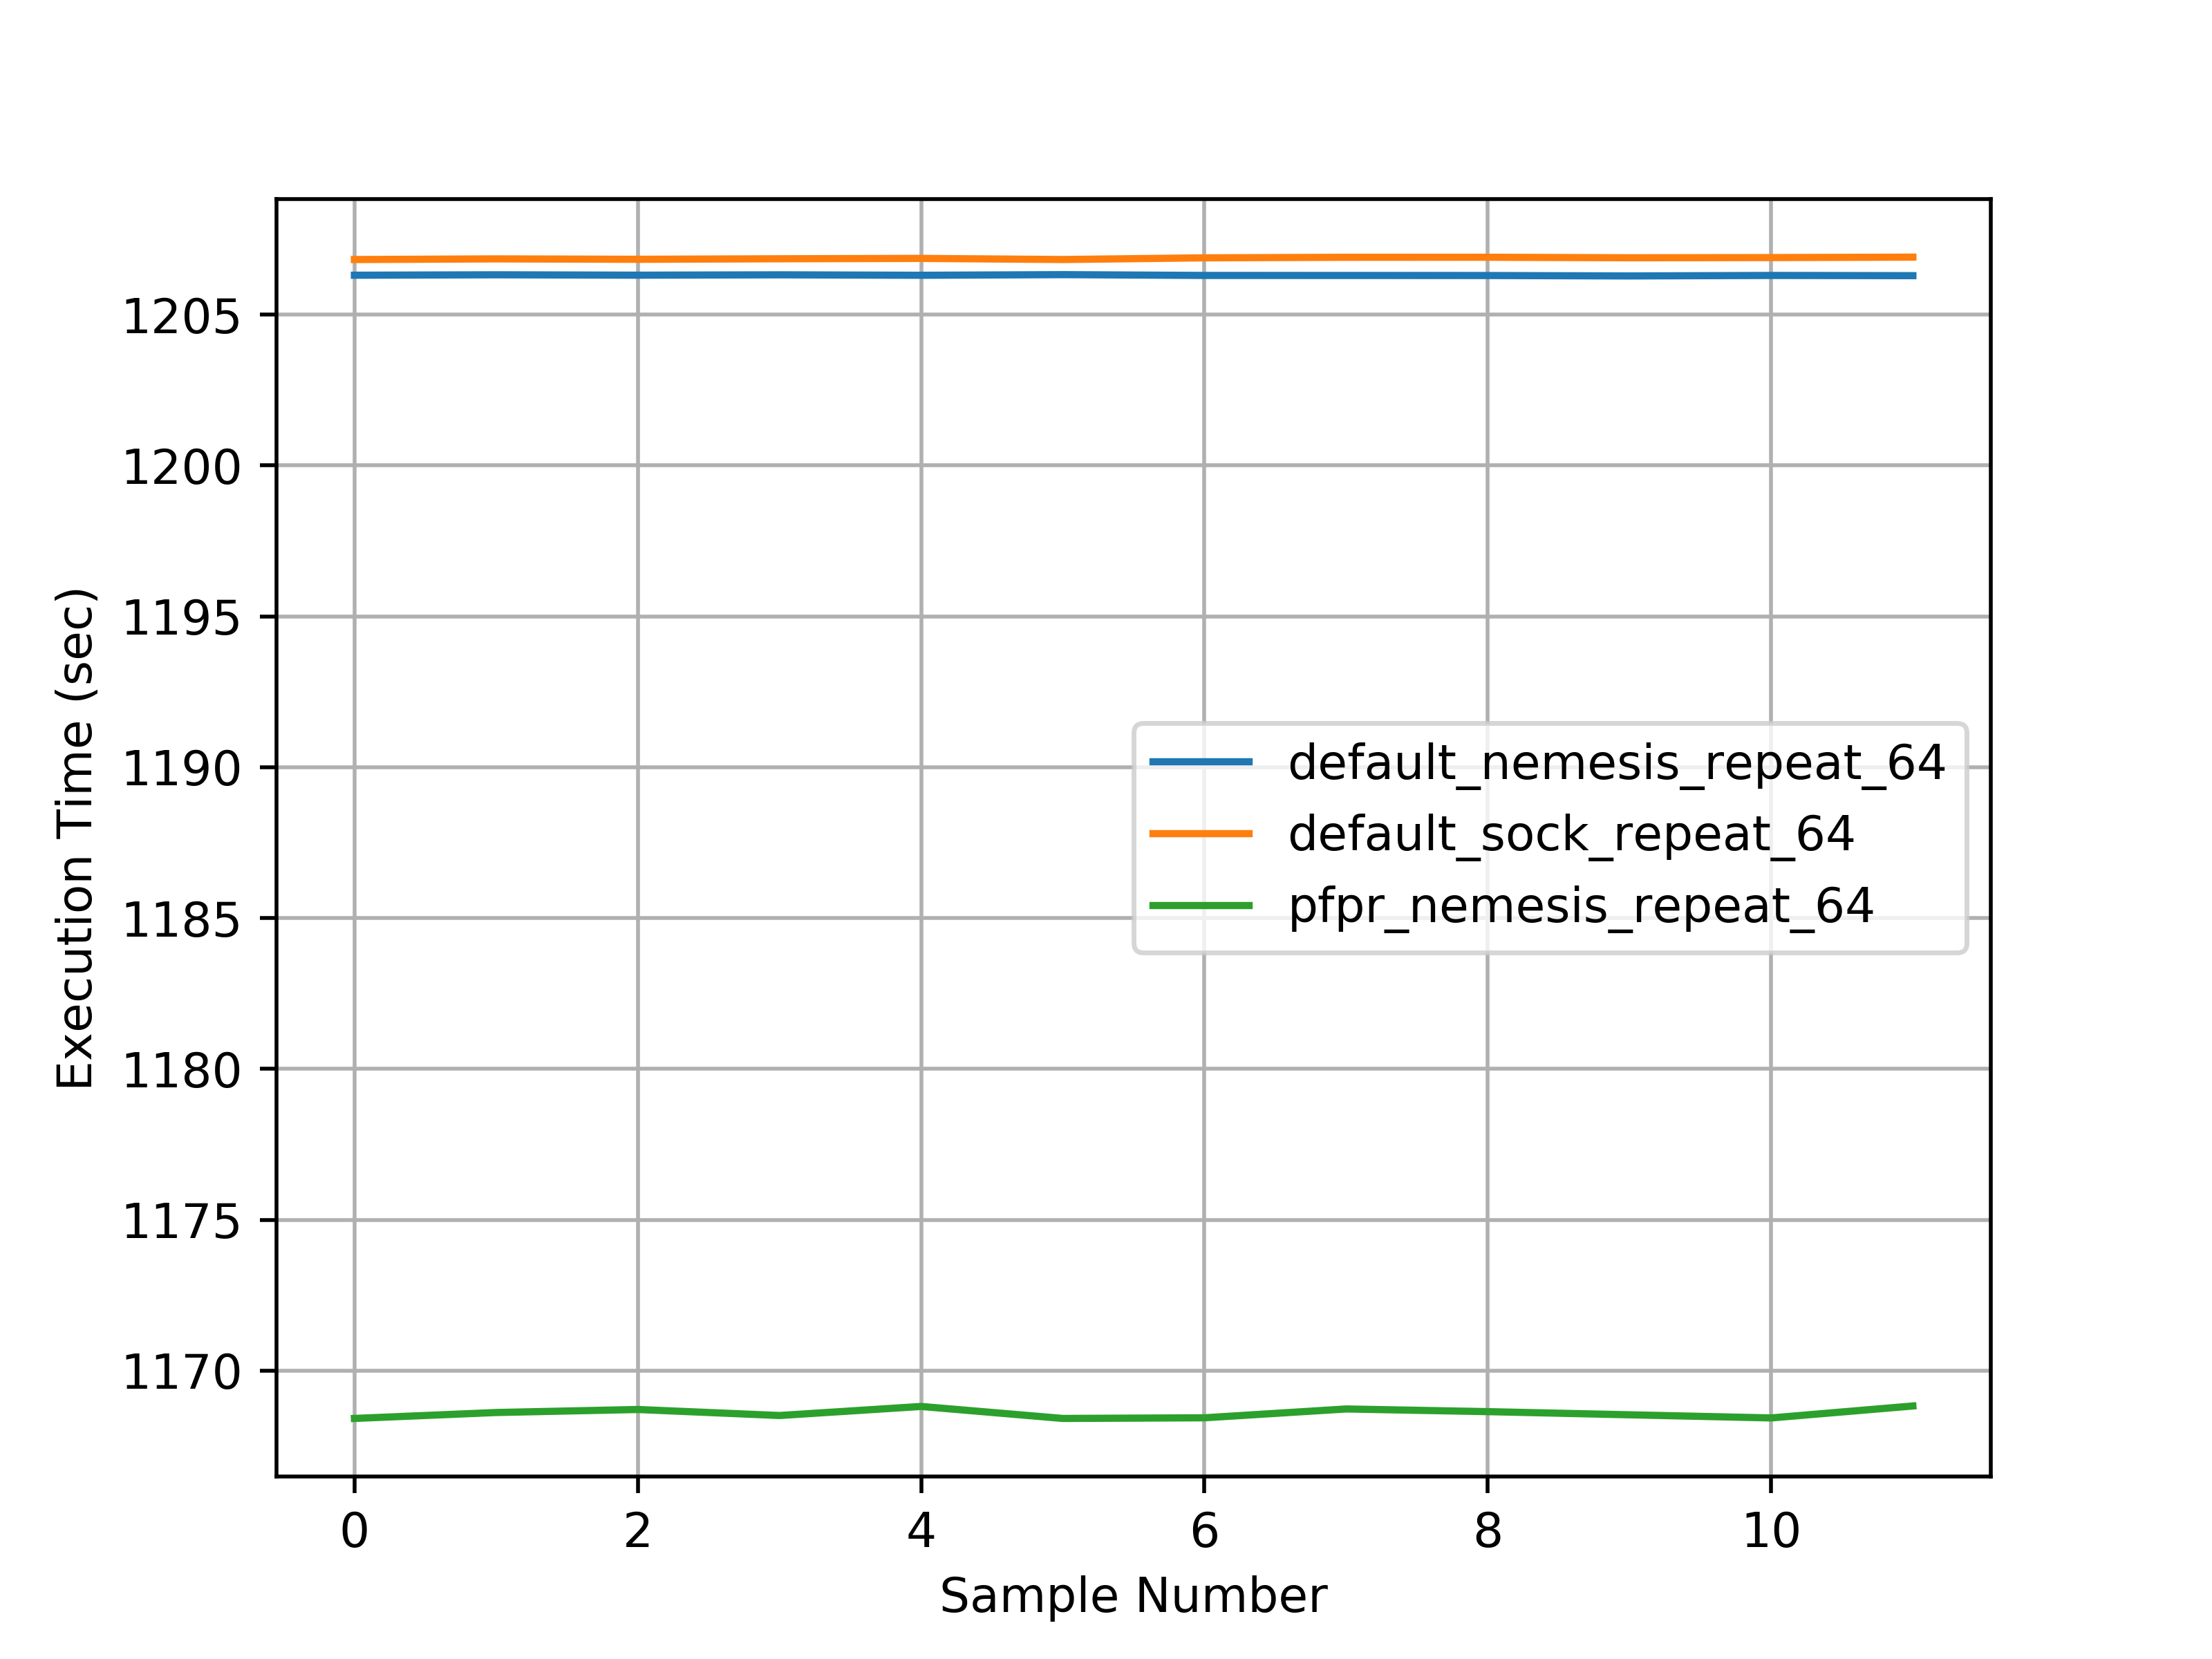 1205
1200
1195
1190
1185
1180
1175
1170
Execution Time (sec)
default_nemesis_repeat_64
default_sock_repeat_64
pfpr_nemesis_repeat_64
0 2 4 6 8 10
Sample Number